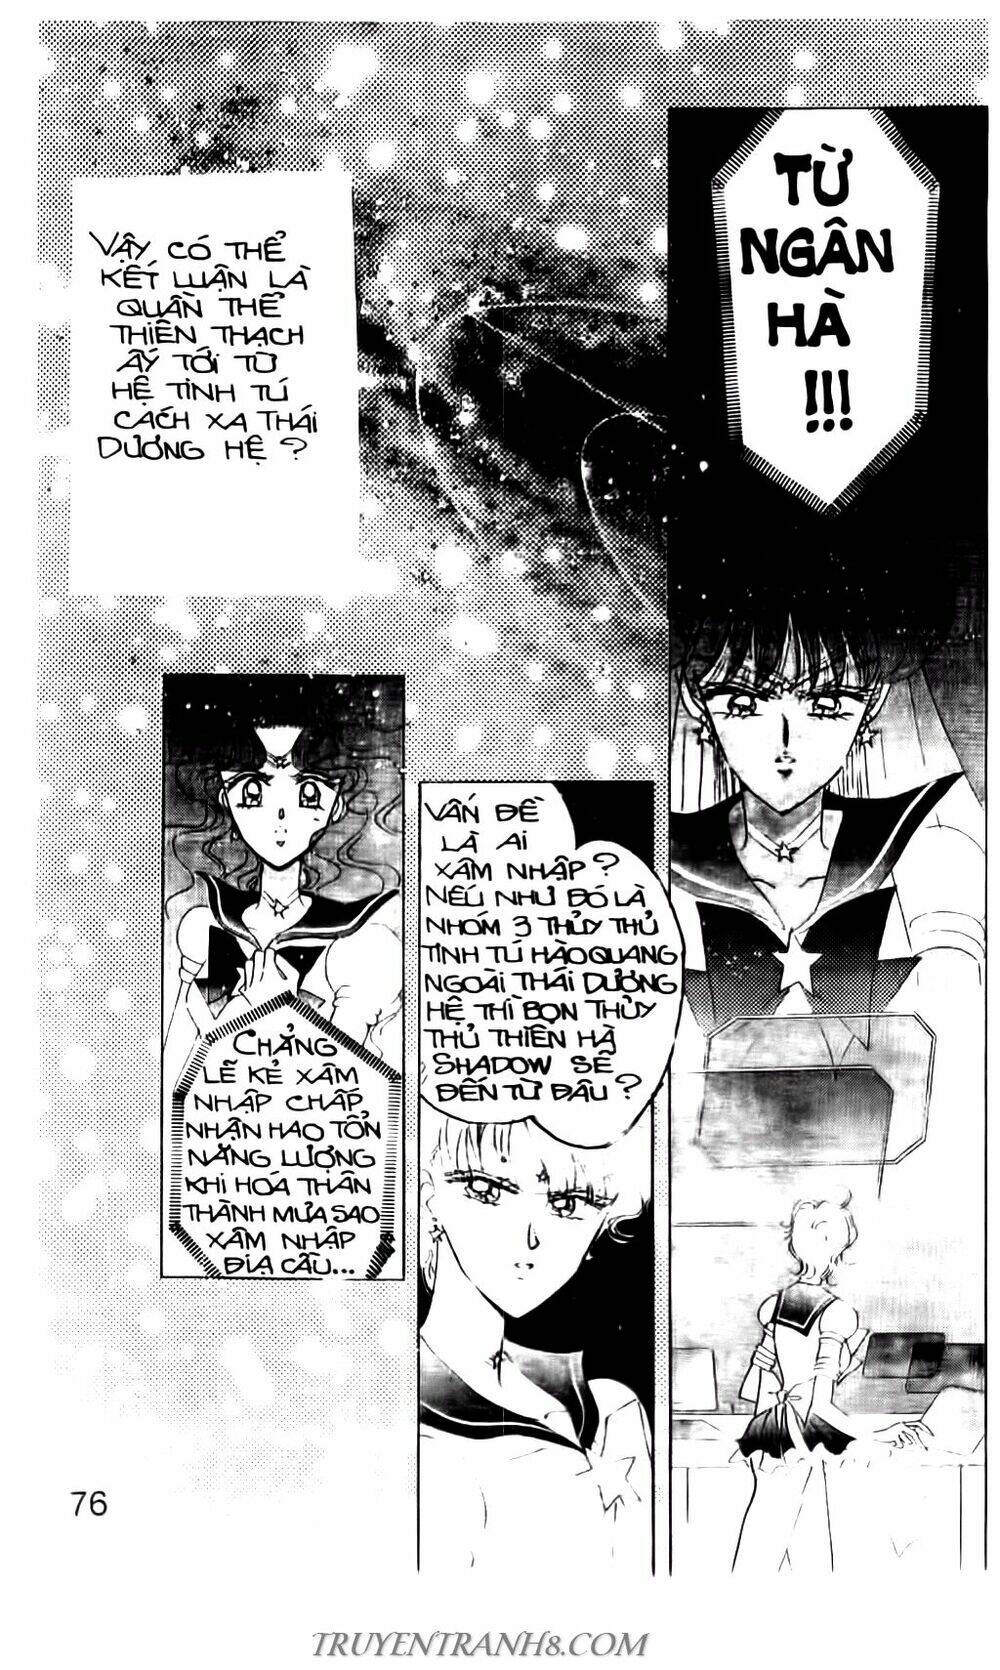 TỪ
NGÂN
HÀ
!!!
VẬY CÓ THỂ
KẾT LUẬN LÀ
QUẦN THỂ
THIÊN THẠCH
ẤY TỚI TỪ
HỆ TINH TÚ
CÁCH XA THÁI
DƯƠNG HỆ ?
VẤN ĐỀ
LÀ AI
XÂM NHẬP ?
NẾU NHƯ ĐÓ LÀ
NHÓM 3 THỦY THỦ
TINH TÚ HÀO QUANG
NGOÀI THÁI DƯƠNG
HỆ THÌ BỌN THỦY
THỦ THIÊN HÀ
SHADOW SẼ
ĐẾN TỪ ĐÂU ?
CHẲNG
LẼ KẺ XÂM
NHẬP CHẤP
NHẬN HAO TỔN
NĂNG LƯỢNG
KHI HÓA THÂN
THÀNH MƯA SAO
XÂM NHẬP
ĐỊA CẦU...
76
TRUYENTRANH8.COM